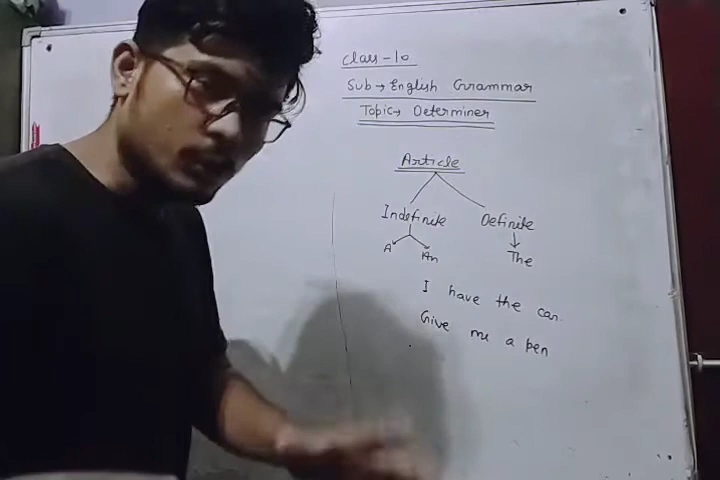 Class-10
Sub→English Grammar
Topic→ Determiner
Article
Indefinite Definite
A An The
I have the car.
Give me a pen